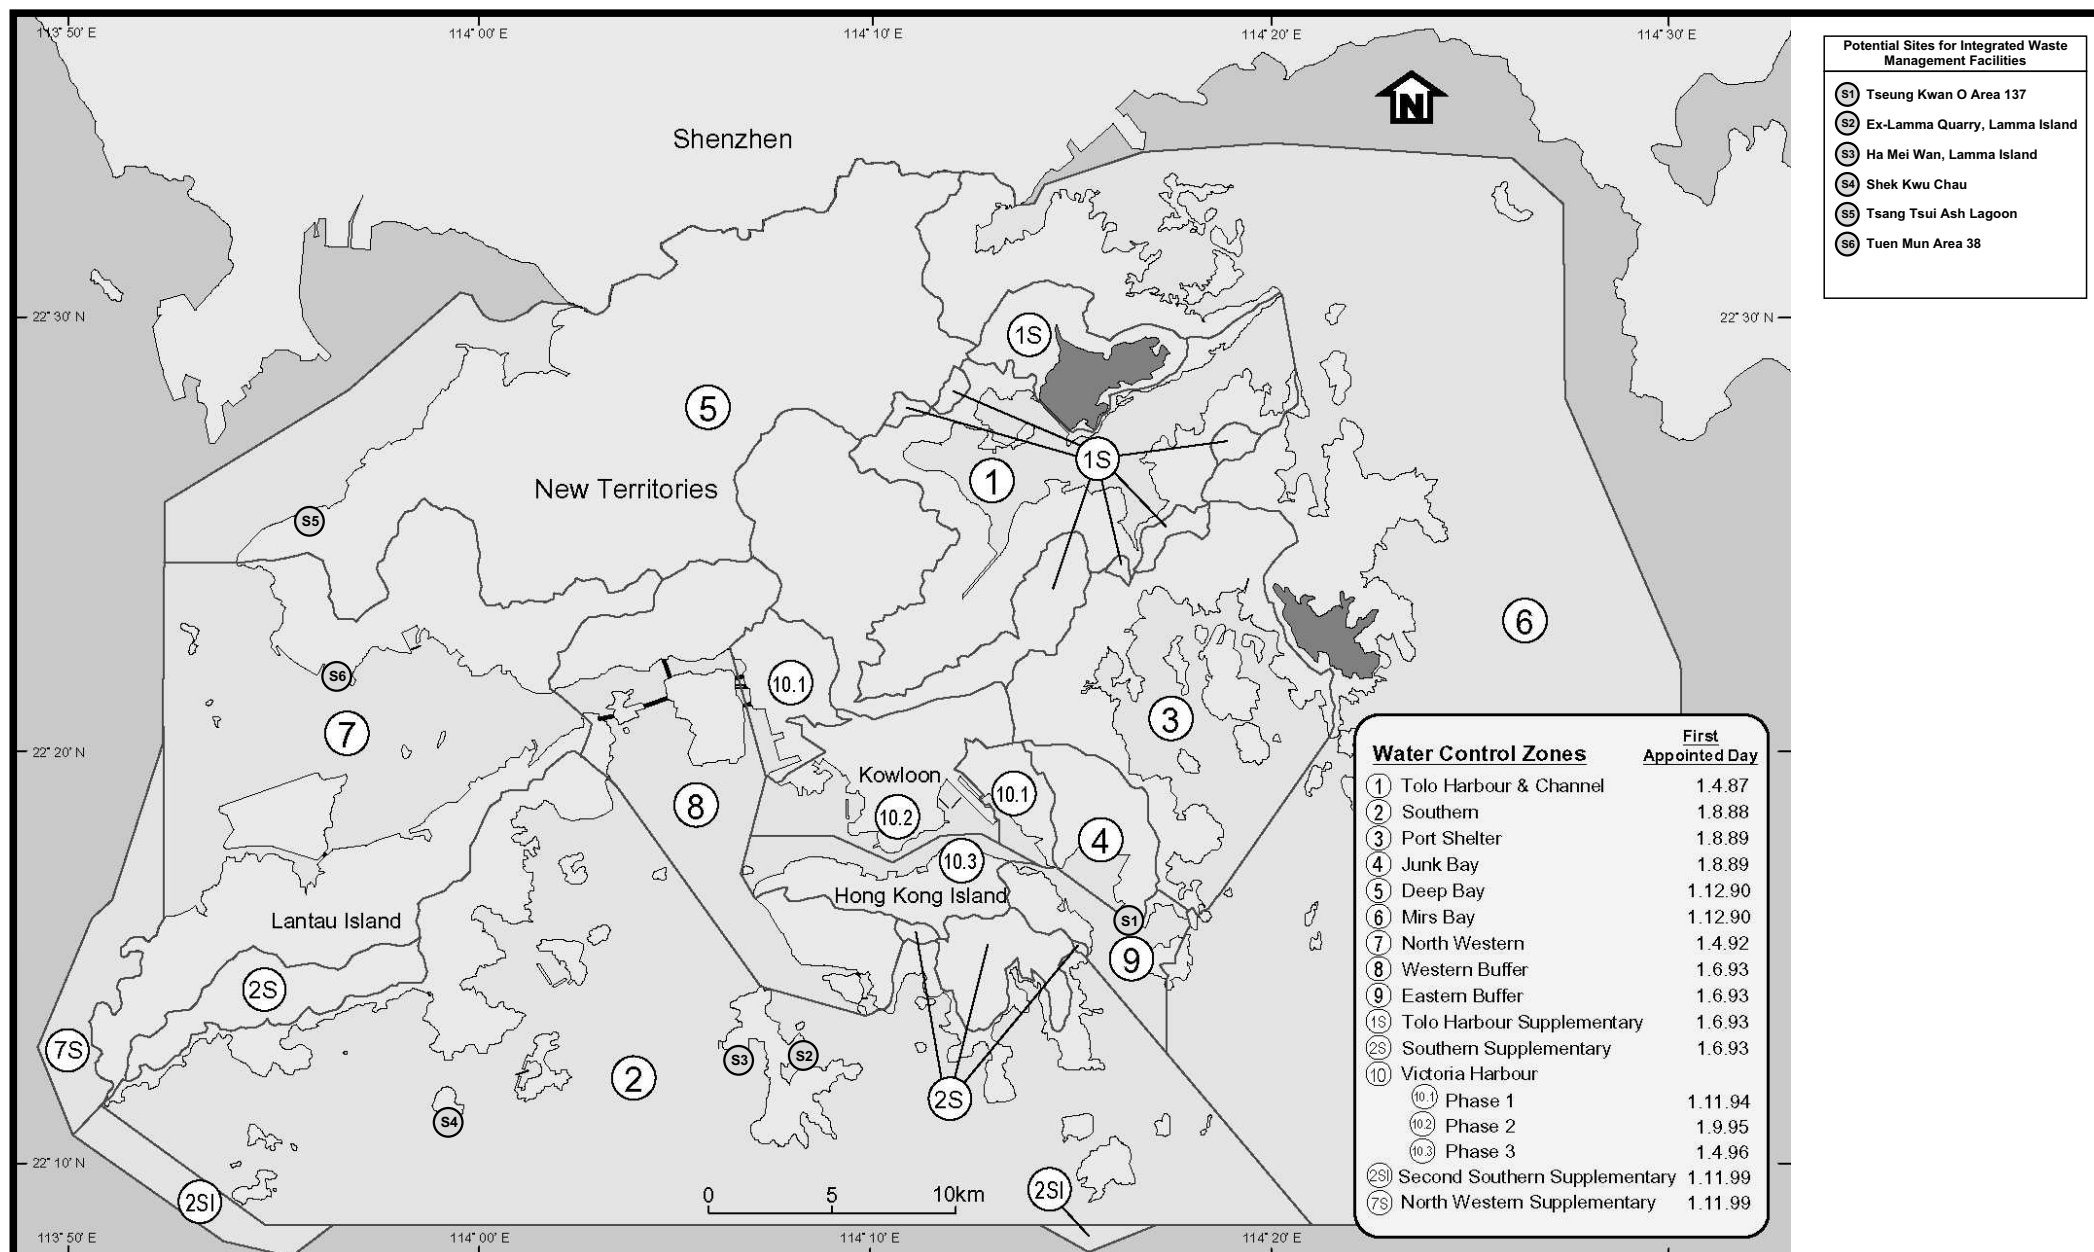 113° 50' E
114° 00' E
114° 10' E
114° 20' E
114° 30' E
Potential Sites for Integrated Waste
Management Facilities
S1 Tseung Kwan O Area 137
S2 Ex-Lamma Quarry, Lamma Island
S3 Ha Mei Wan, Lamma Island
S4 Shek Kwu Chau
S5 Tsang Tsui Ash Lagoon
S6 Tuen Mun Area 38
N
Shenzhen
22° 30' N
22° 30' N
1S
5
1S
1
New Territories
S5
6
S6
10.1
3
7
22° 20' N
Kowloon
10.1
8
10.2
4
10.3
Hong Kong Island
Lantau Island
S1
9
2S
7S
S3
S2
2
2S
S4
22° 10' N
2SI
2SI
0 5 10km
113° 50' E
114° 00' E
114° 10' E
114° 20' E
Water Control Zones First
Appointed Day
1 Tolo Harbour & Channel 1.4.87
2 Southern 1.8.88
3 Port Shelter 1.8.89
4 Junk Bay 1.8.89
5 Deep Bay 1.12.90
6 Mirs Bay 1.12.90
7 North Western 1.4.92
8 Western Buffer 1.6.93
9 Eastern Buffer 1.6.93
1S Tolo Harbour Supplementary 1.6.93
2S Southern Supplementary 1.6.93
10 Victoria Harbour
10.1 Phase 1 1.11.94
10.2 Phase 2 1.9.95
10.3 Phase 3 1.4.96
2SI Second Southern Supplementary 1.11.99
7S North Western Supplementary 1.11.99